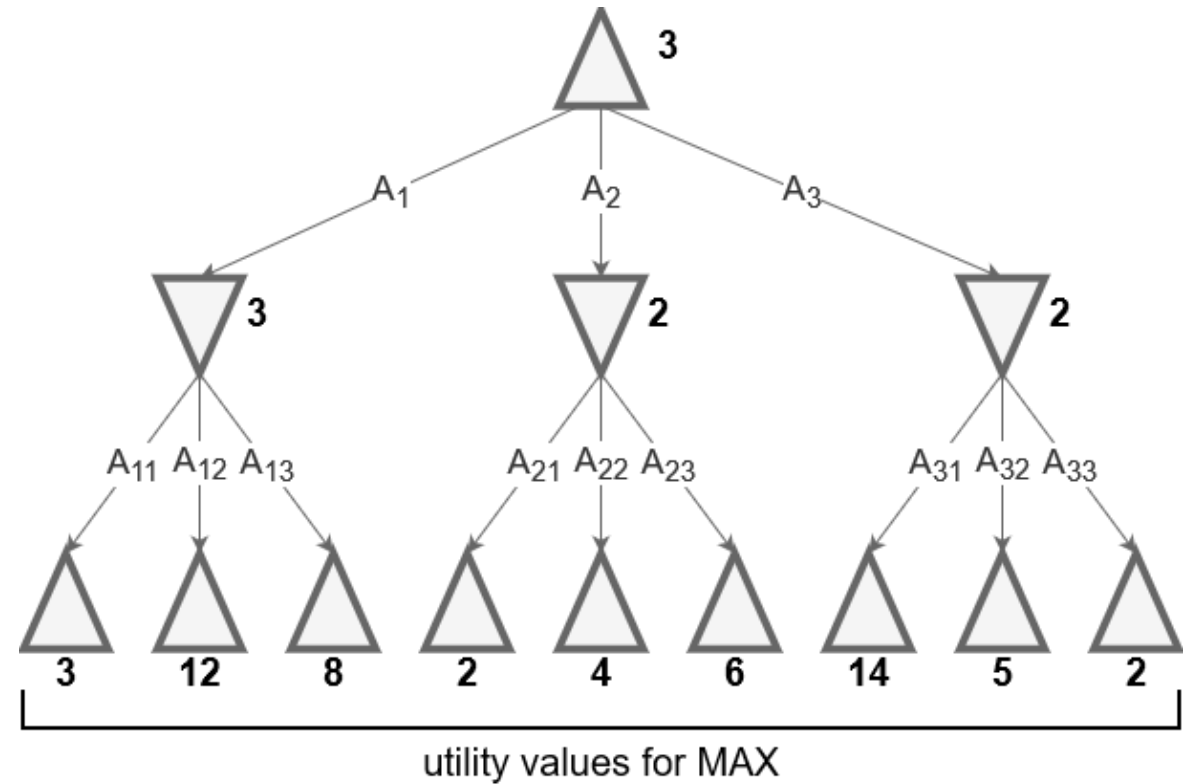 3
A₁ A₂ A₃
3 2 2
A₁₁ A₁₂ A₁₃ A₂₁ A₂₂ A₂₃ A₃₁ A₃₂ A₃₃
3 12 8 2 4 6 14 5 2
utility values for MAX